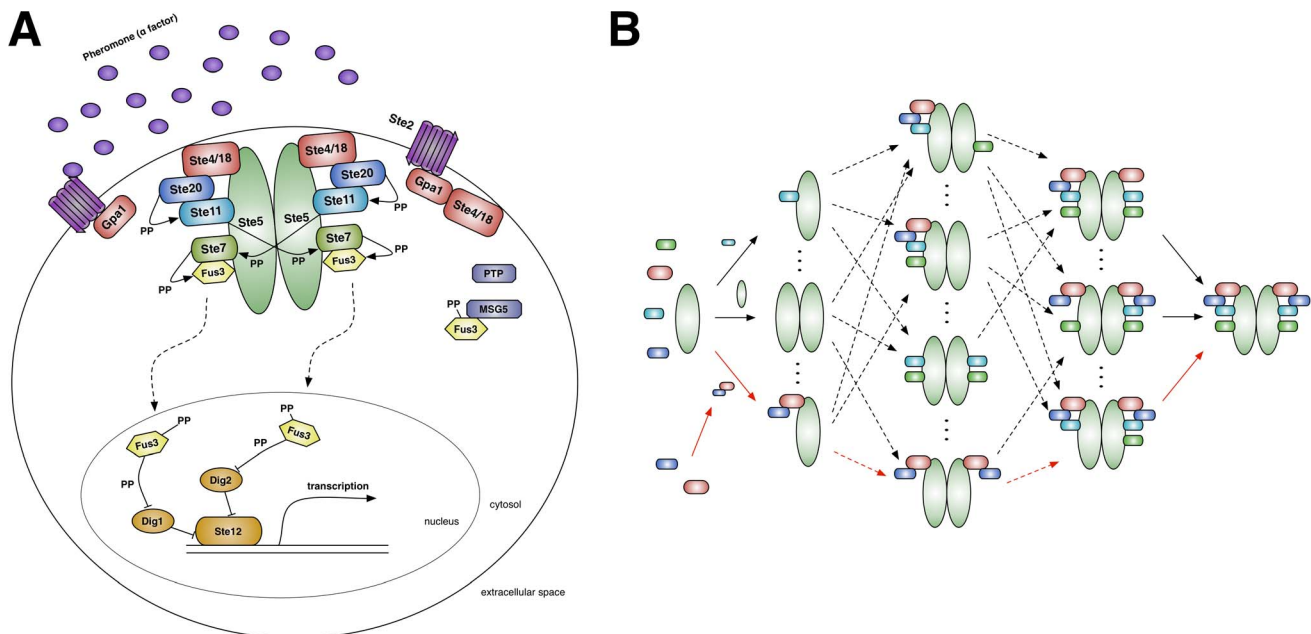 A
B
Pheromone (α factor)
Ste2
Ste4/18
Ste4/18
Ste20
Ste20
Gpa1
Ste11
Ste11
Gpa1
Ste4/18
PP
PP
Ste5
Ste5
Ste7
Ste7
PP
PP
PP
Fus3
Fus3
PP
PTP
PP
MSG5
Fus3
PP
PP
Fus3
Fus3
PP
PP
Dig2
transcription
Dig1
Ste12
nucleus
cytosol
extracellular space